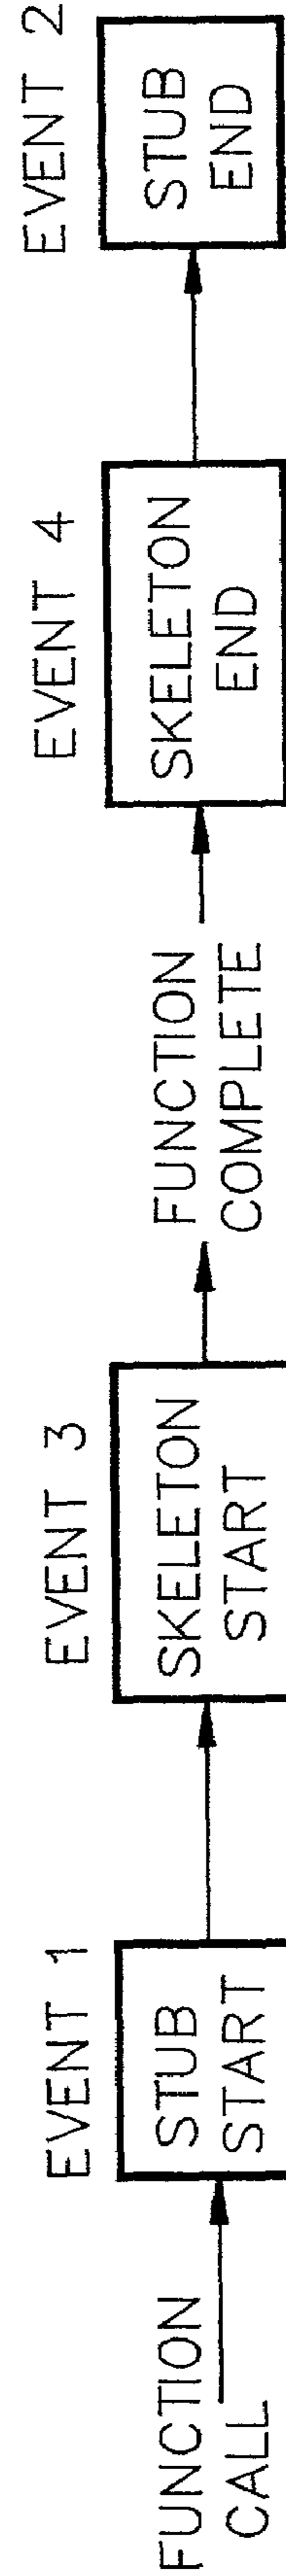 FUNCTION
CALL
EVENT 1
STUB
START
EVENT 3
SKELETON
START
FUNCTION
COMPLETE
EVENT 4
SKELETON
END
EVENT 2
STUB
END